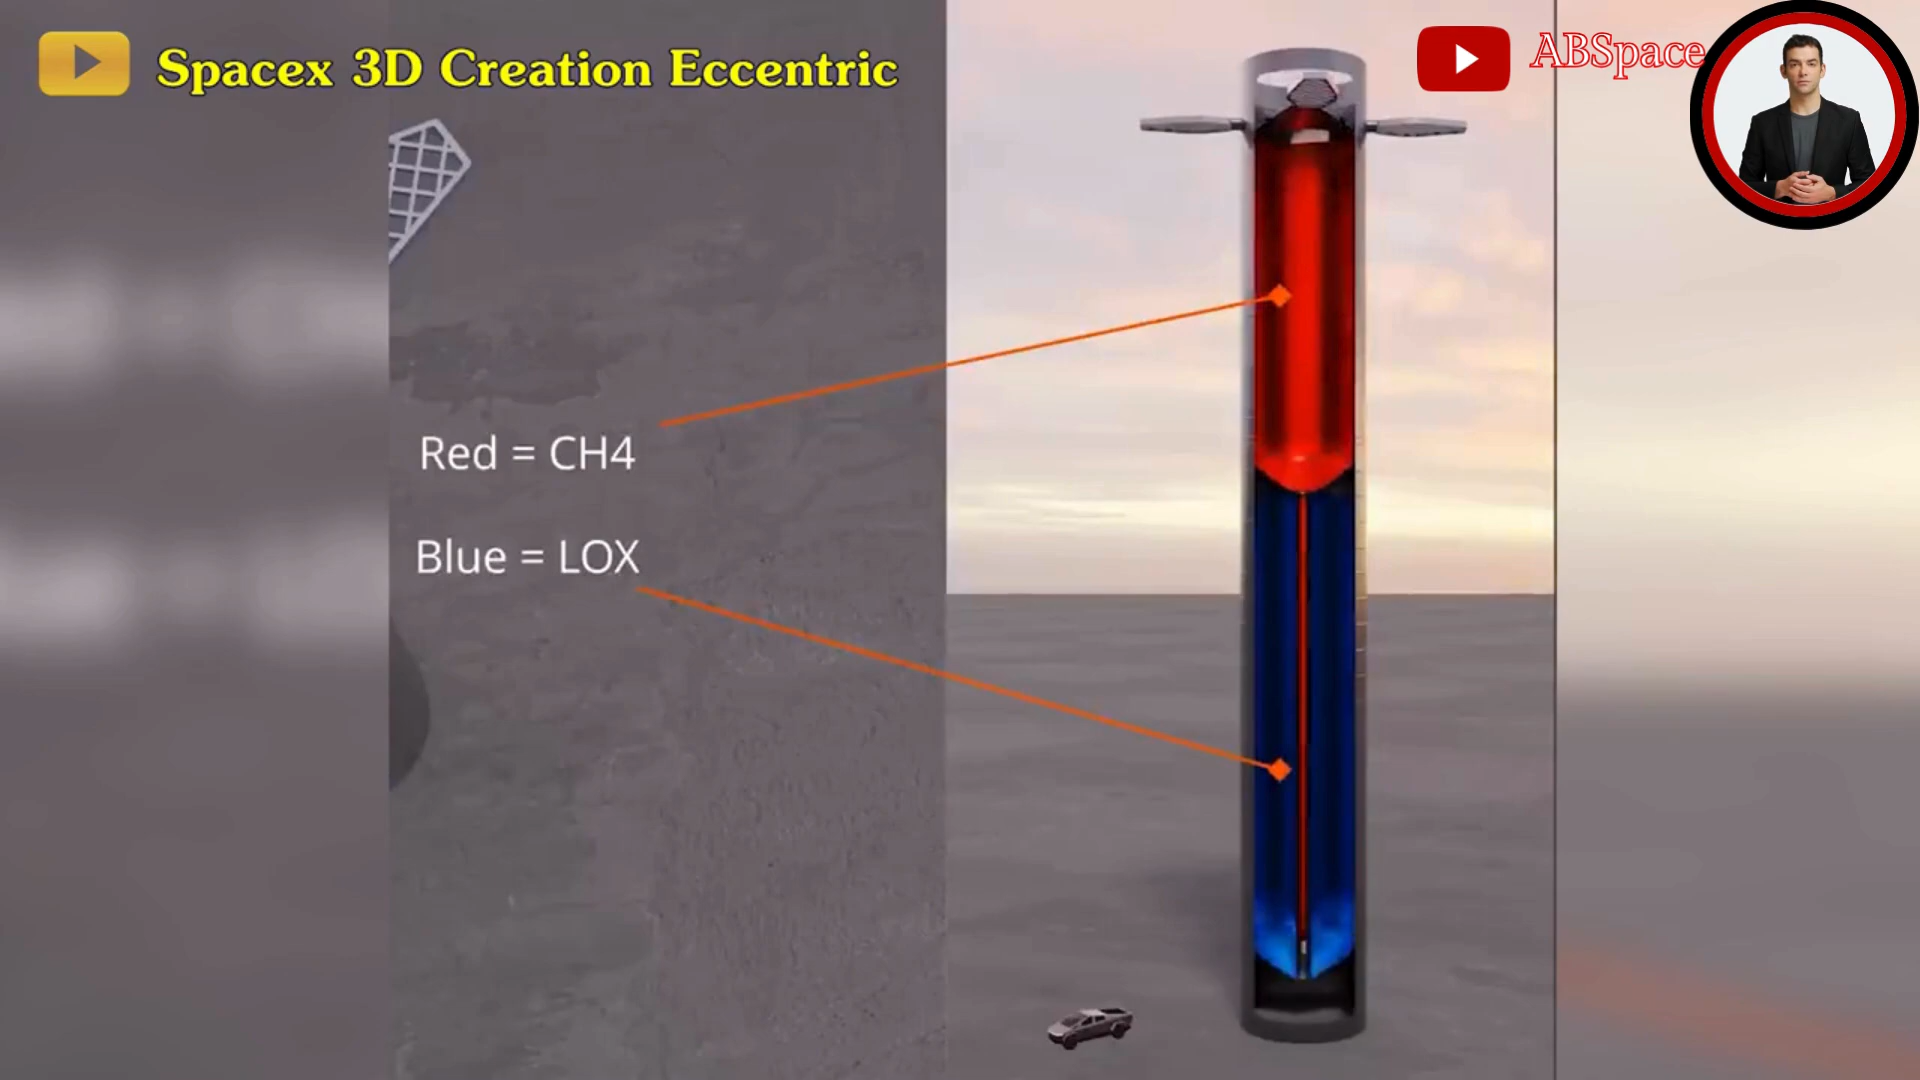 Spacex 3D Creation Eccentric
ABSpace
Red = CH4
Blue = LOX